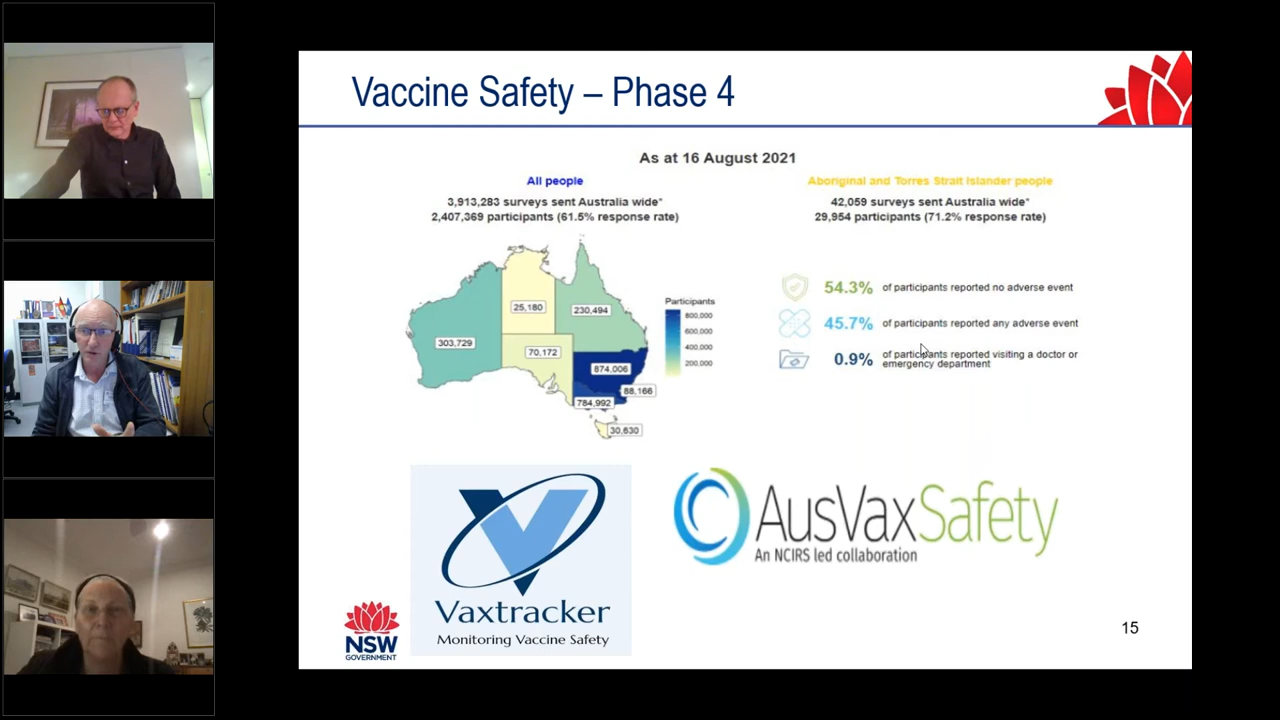 Vaccine Safety – Phase 4
As at 16 August 2021
All people
3,913,283 surveys sent Australia wide*
2,407,369 participants (61.5% response rate)
Aboriginal and Torres Strait Islander people
42,059 surveys sent Australia wide*
29,954 participants (71.2% response rate)
25,180
230,494
303,729
70,172
874,006
88,166
784,992
30,630
Participants
800,000
600,000
400,000
200,000
54.3% of participants reported no adverse event
45.7% of participants reported any adverse event
0.9% of participants reported visiting a doctor or
emergency department
Vaxtracker
Monitoring Vaccine Safety
AusVaxSafety
An NCIRS led collaboration
NSW
GOVERNMENT
15